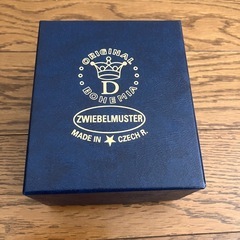 ORIGINAL
D
BOHEMIA
ZWIEBELMUSTER
MADE IN CZECH R.